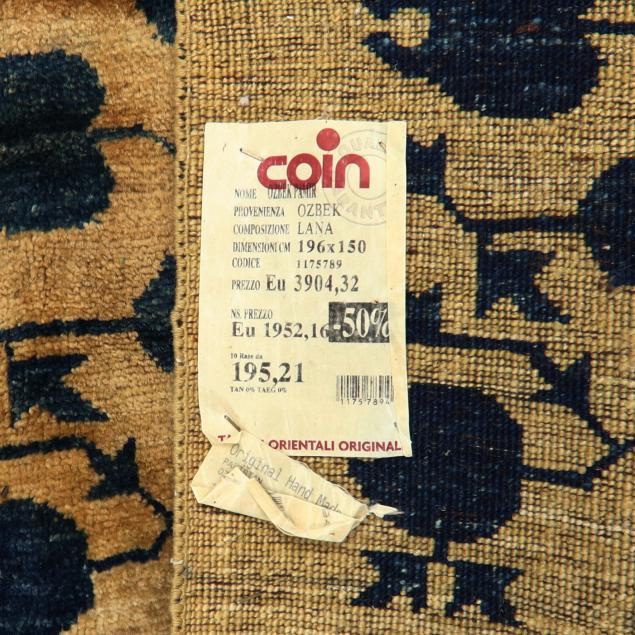 coin
NOME OZBEK PAMIR
PROVENIENZA OZBEK
COMPOSIZIONE LANA
DIMENSIONI CM 196x150
CODICE 1175789
PREZZO Eu 3904,32
NS. PREZZO
Eu 1952,16 -50%
10 Rate da
195,21
TAN 0% TAEG 0%
ORIENTALI ORIGINAL
Original Hand Made